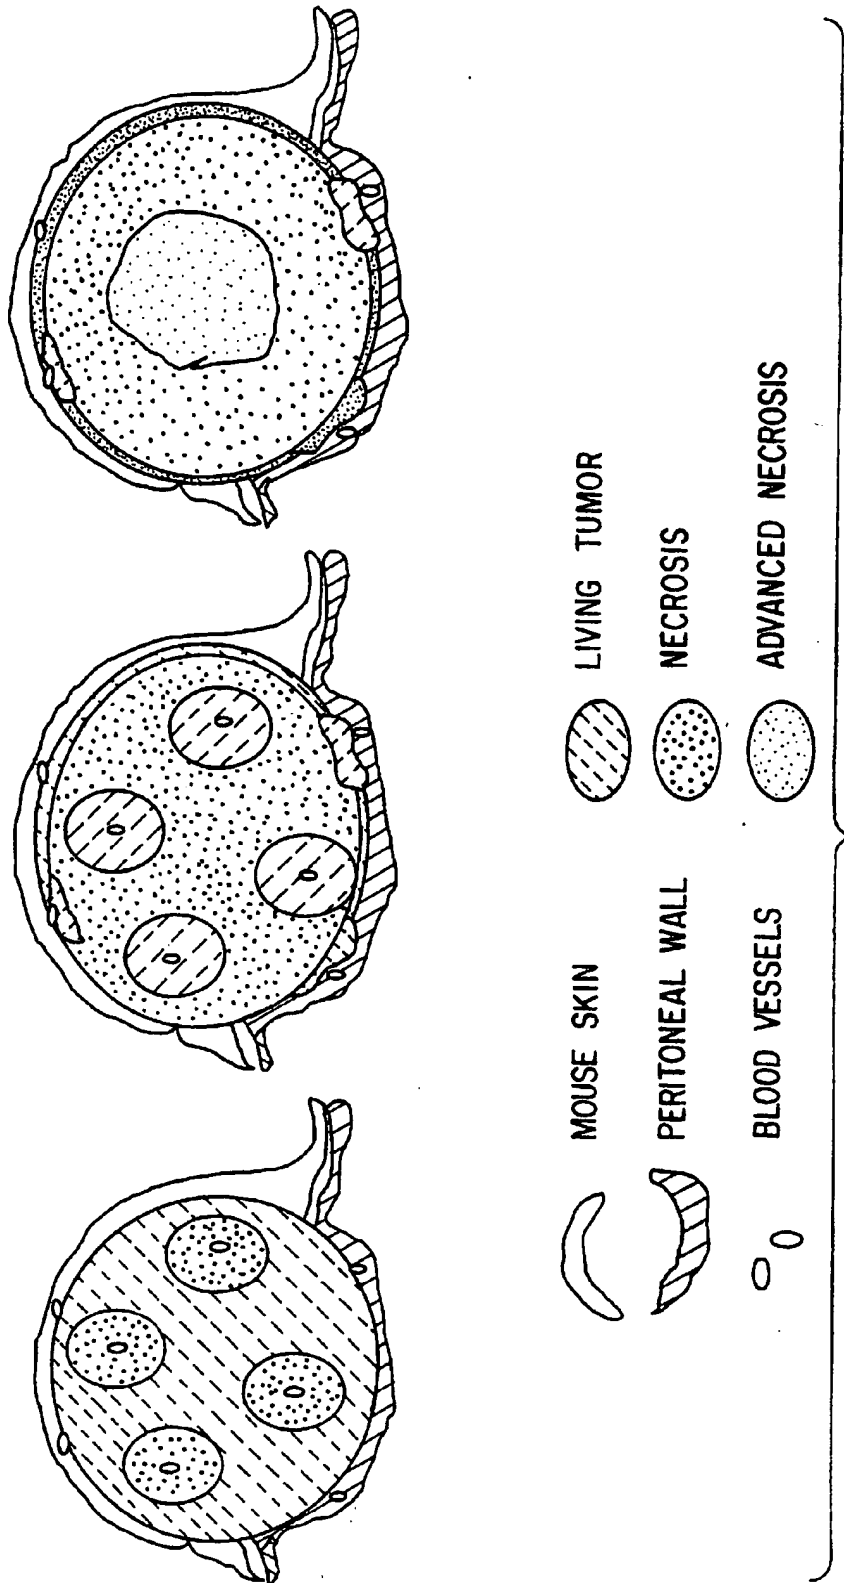 MOUSE SKIN
PERITONEAL WALL
BLOOD VESSELS
LIVING TUMOR
NECROSIS
ADVANCED NECROSIS